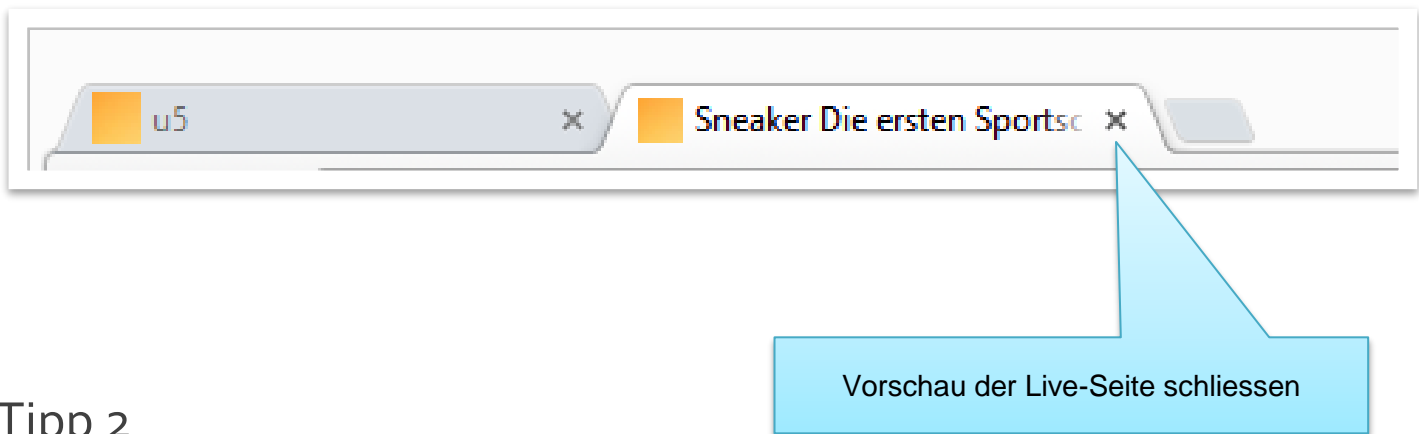 u5 × Sneaker Die ersten Sportsc ×
Vorschau der Live-Seite schliessen
Tipp 2